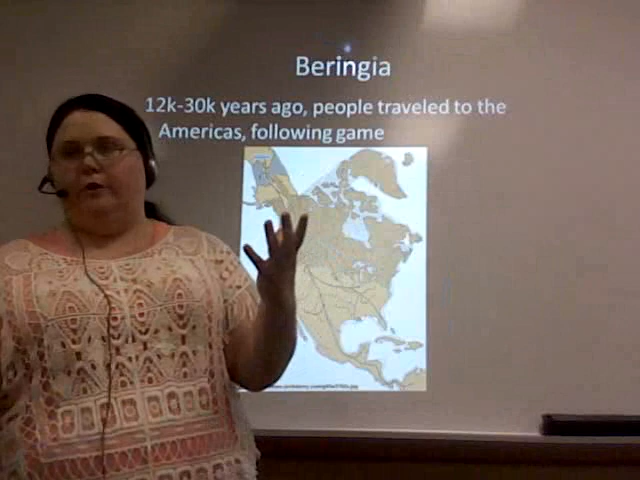 Beringia
12k-30k years ago, people traveled to the
Americas, following game